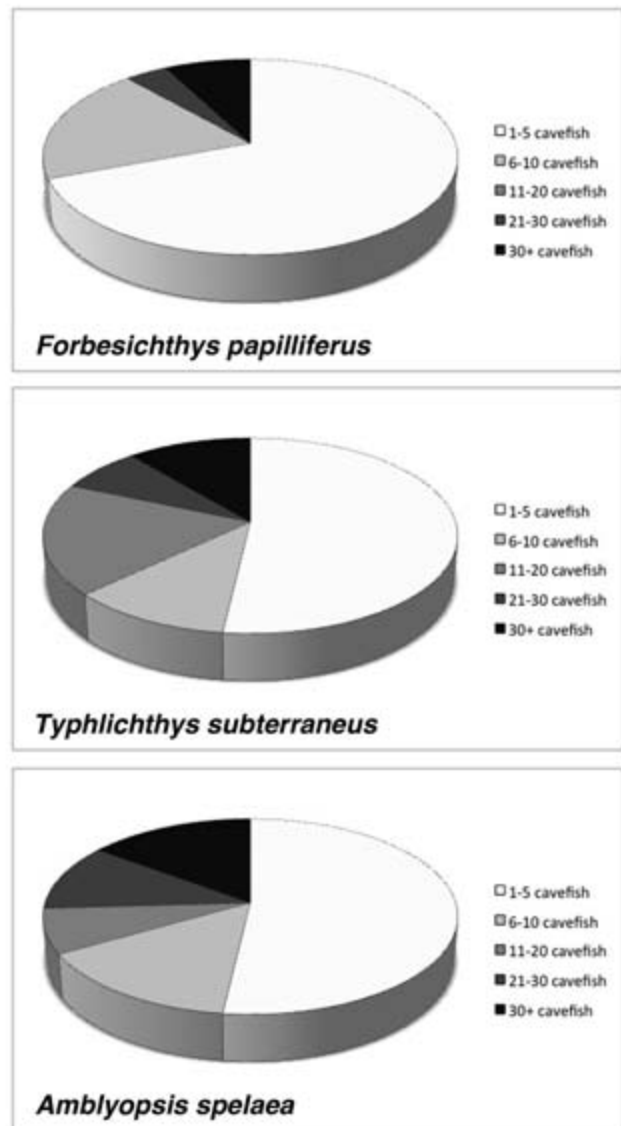 1-5 cavefish
6-10 cavefish
11-20 cavefish
21-30 cavefish
30+ cavefish
Forbesichthys papilliferus
1-5 cavefish
6-10 cavefish
11-20 cavefish
21-30 cavefish
30+ cavefish
Typhlichthys subterraneus
1-5 cavefish
6-10 cavefish
11-20 cavefish
21-30 cavefish
30+ cavefish
Amblyopsis spelaea